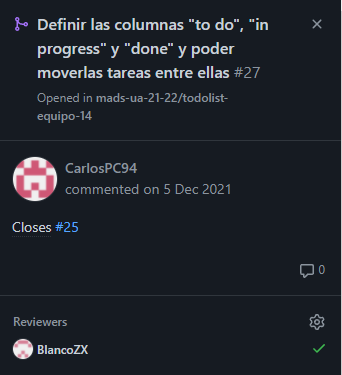 Definir las columnas "to do", "in
progress" y "done" y poder
moverlas tareas entre ellas #27
Opened in mads-ua-21-22/todolist-
equipo-14
CarlosPC94
commented on 5 Dec 2021
Closes #25
0
Reviewers
BlancoZX